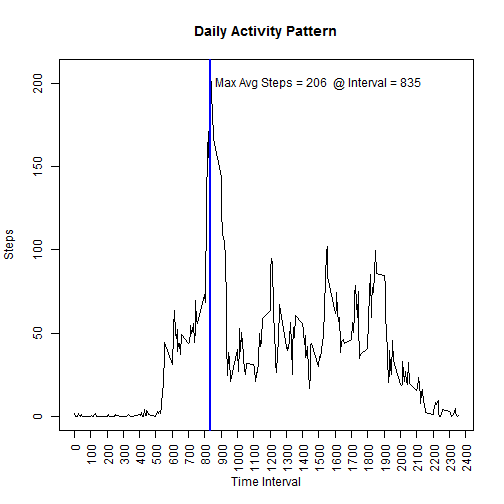 Daily Activity Pattern
Max Avg Steps = 206  @ Interval = 835
Steps
200
150
100
50
0
0 100 200 300 400 500 600 700 800 900 1000 1100 1200 1300 1400 1500 1600 1700 1800 1900 2000 2100 2200 2300 2400
Time Interval